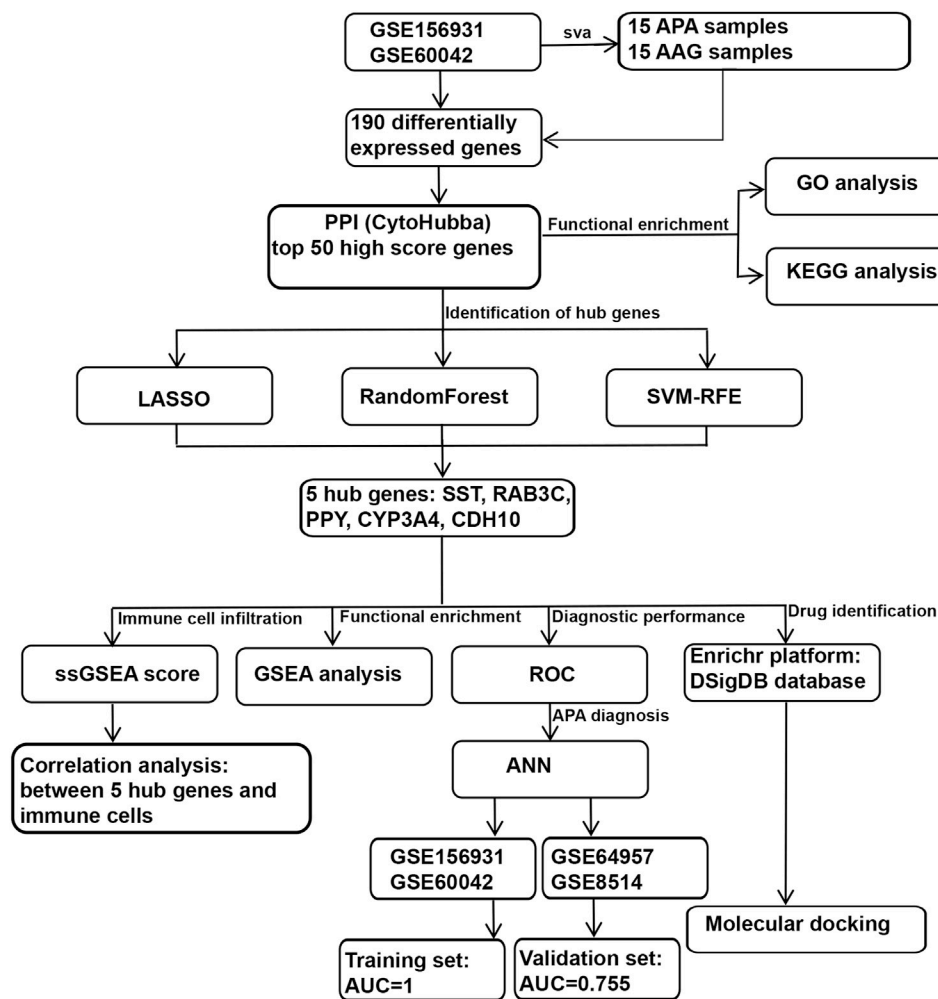 GSE156931
GSE60042
sva
15 APA samples
15 AAG samples
190 differentially
expressed genes
PPI (CytoHubba)
top 50 high score genes
Functional enrichment
GO analysis
KEGG analysis
Identification of hub genes
LASSO
RandomForest
SVM-RFE
5 hub genes: SST, RAB3C,
PPY, CYP3A4, CDH10
Immune cell infiltration
Functional enrichment
Diagnostic performance
Drug identification
ssGSEA score
GSEA analysis
ROC
Enrichr platform:
DSigDB database
APA diagnosis
Correlation analysis:
between 5 hub genes and
immune cells
ANN
GSE156931
GSE60042
GSE64957
GSE8514
Molecular docking
Training set:
AUC=1
Validation set:
AUC=0.755